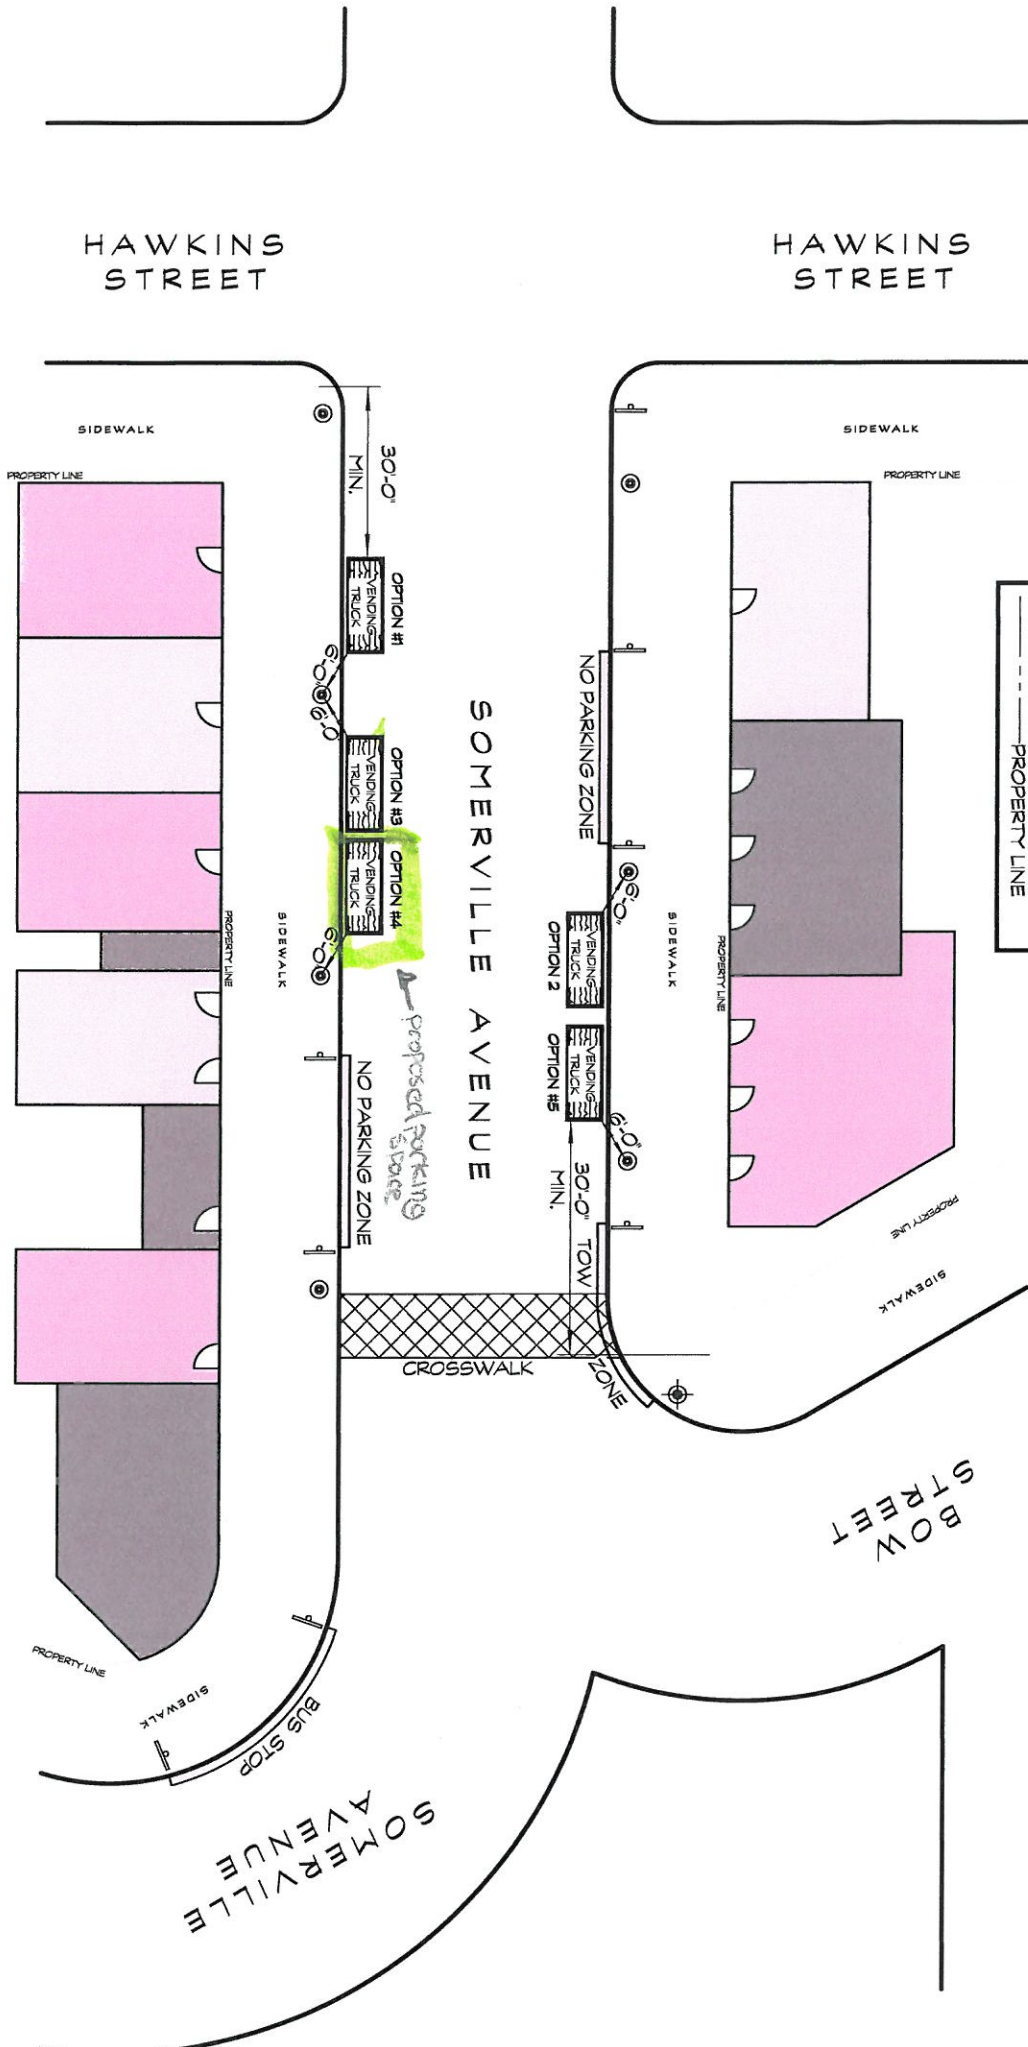 HAWKINS
STREET
HAWKINS
STREET
SIDEWALK
SIDEWALK
PROPERTY LINE
PROPERTY LINE
30'-0"
MIN.
OPTION #1
VENDING
TRUCK
6'-0"
6'-0"
OPTION #3
VENDING
TRUCK
OPTION #4
VENDING
TRUCK
6'-0"
proposed parking
space
NO PARKING ZONE
PROPERTY LINE
SIDEWALK
SOMERVILLE AVENUE
NO PARKING ZONE
6'-0"
VENDING
TRUCK
OPTION 2
VENDING
TRUCK
OPTION #5
6'-0"
30'-0"
MIN.
TOW
ZONE
SIDEWALK
PROPERTY LINE
PROPERTY LINE
PROPERTY LINE
SIDEWALK
CROSSWALK
BOW
STREET
PROPERTY LINE
SIDEWALK
BUS STOP
SOMERVILLE
AVENUE